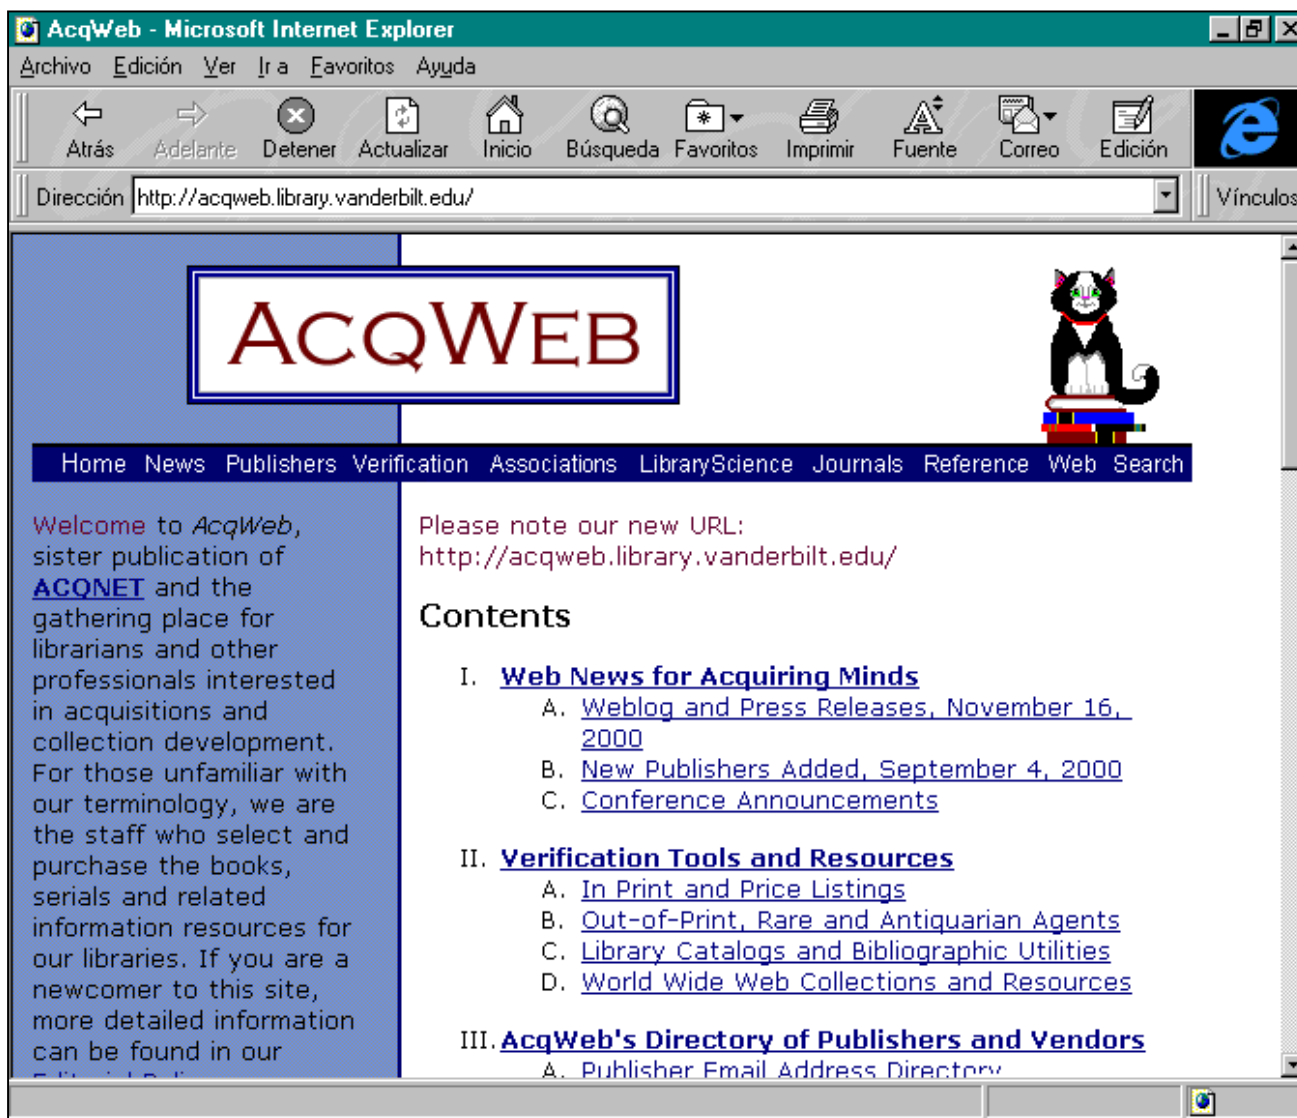 AcqWeb - Microsoft Internet Explorer
Archivo Edición Ver Ir a Favoritos Ayuda
Atrás Adelante Detener Actualizar Inicio Búsqueda Favoritos Imprimir Fuente Correo Edición
Dirección http://acqweb.library.vanderbilt.edu/ Vínculos
ACQWEB
Home News Publishers Verification Associations LibraryScience Journals Reference Web Search
Welcome to AcqWeb,
sister publication of
ACQNET and the
gathering place for
librarians and other
professionals interested
in acquisitions and
collection development.
For those unfamiliar with
our terminology, we are
the staff who select and
purchase the books,
serials and related
information resources for
our libraries. If you are a
newcomer to this site,
more detailed information
can be found in our
Editorial Policy
Please note our new URL:
http://acqweb.library.vanderbilt.edu/
Contents
I. Web News for Acquiring Minds
A. Weblog and Press Releases, November 16,
2000
B. New Publishers Added, September 4, 2000
C. Conference Announcements
II. Verification Tools and Resources
A. In Print and Price Listings
B. Out-of-Print, Rare and Antiquarian Agents
C. Library Catalogs and Bibliographic Utilities
D. World Wide Web Collections and Resources
III. AcqWeb's Directory of Publishers and Vendors
A. Publisher Email Address Directory